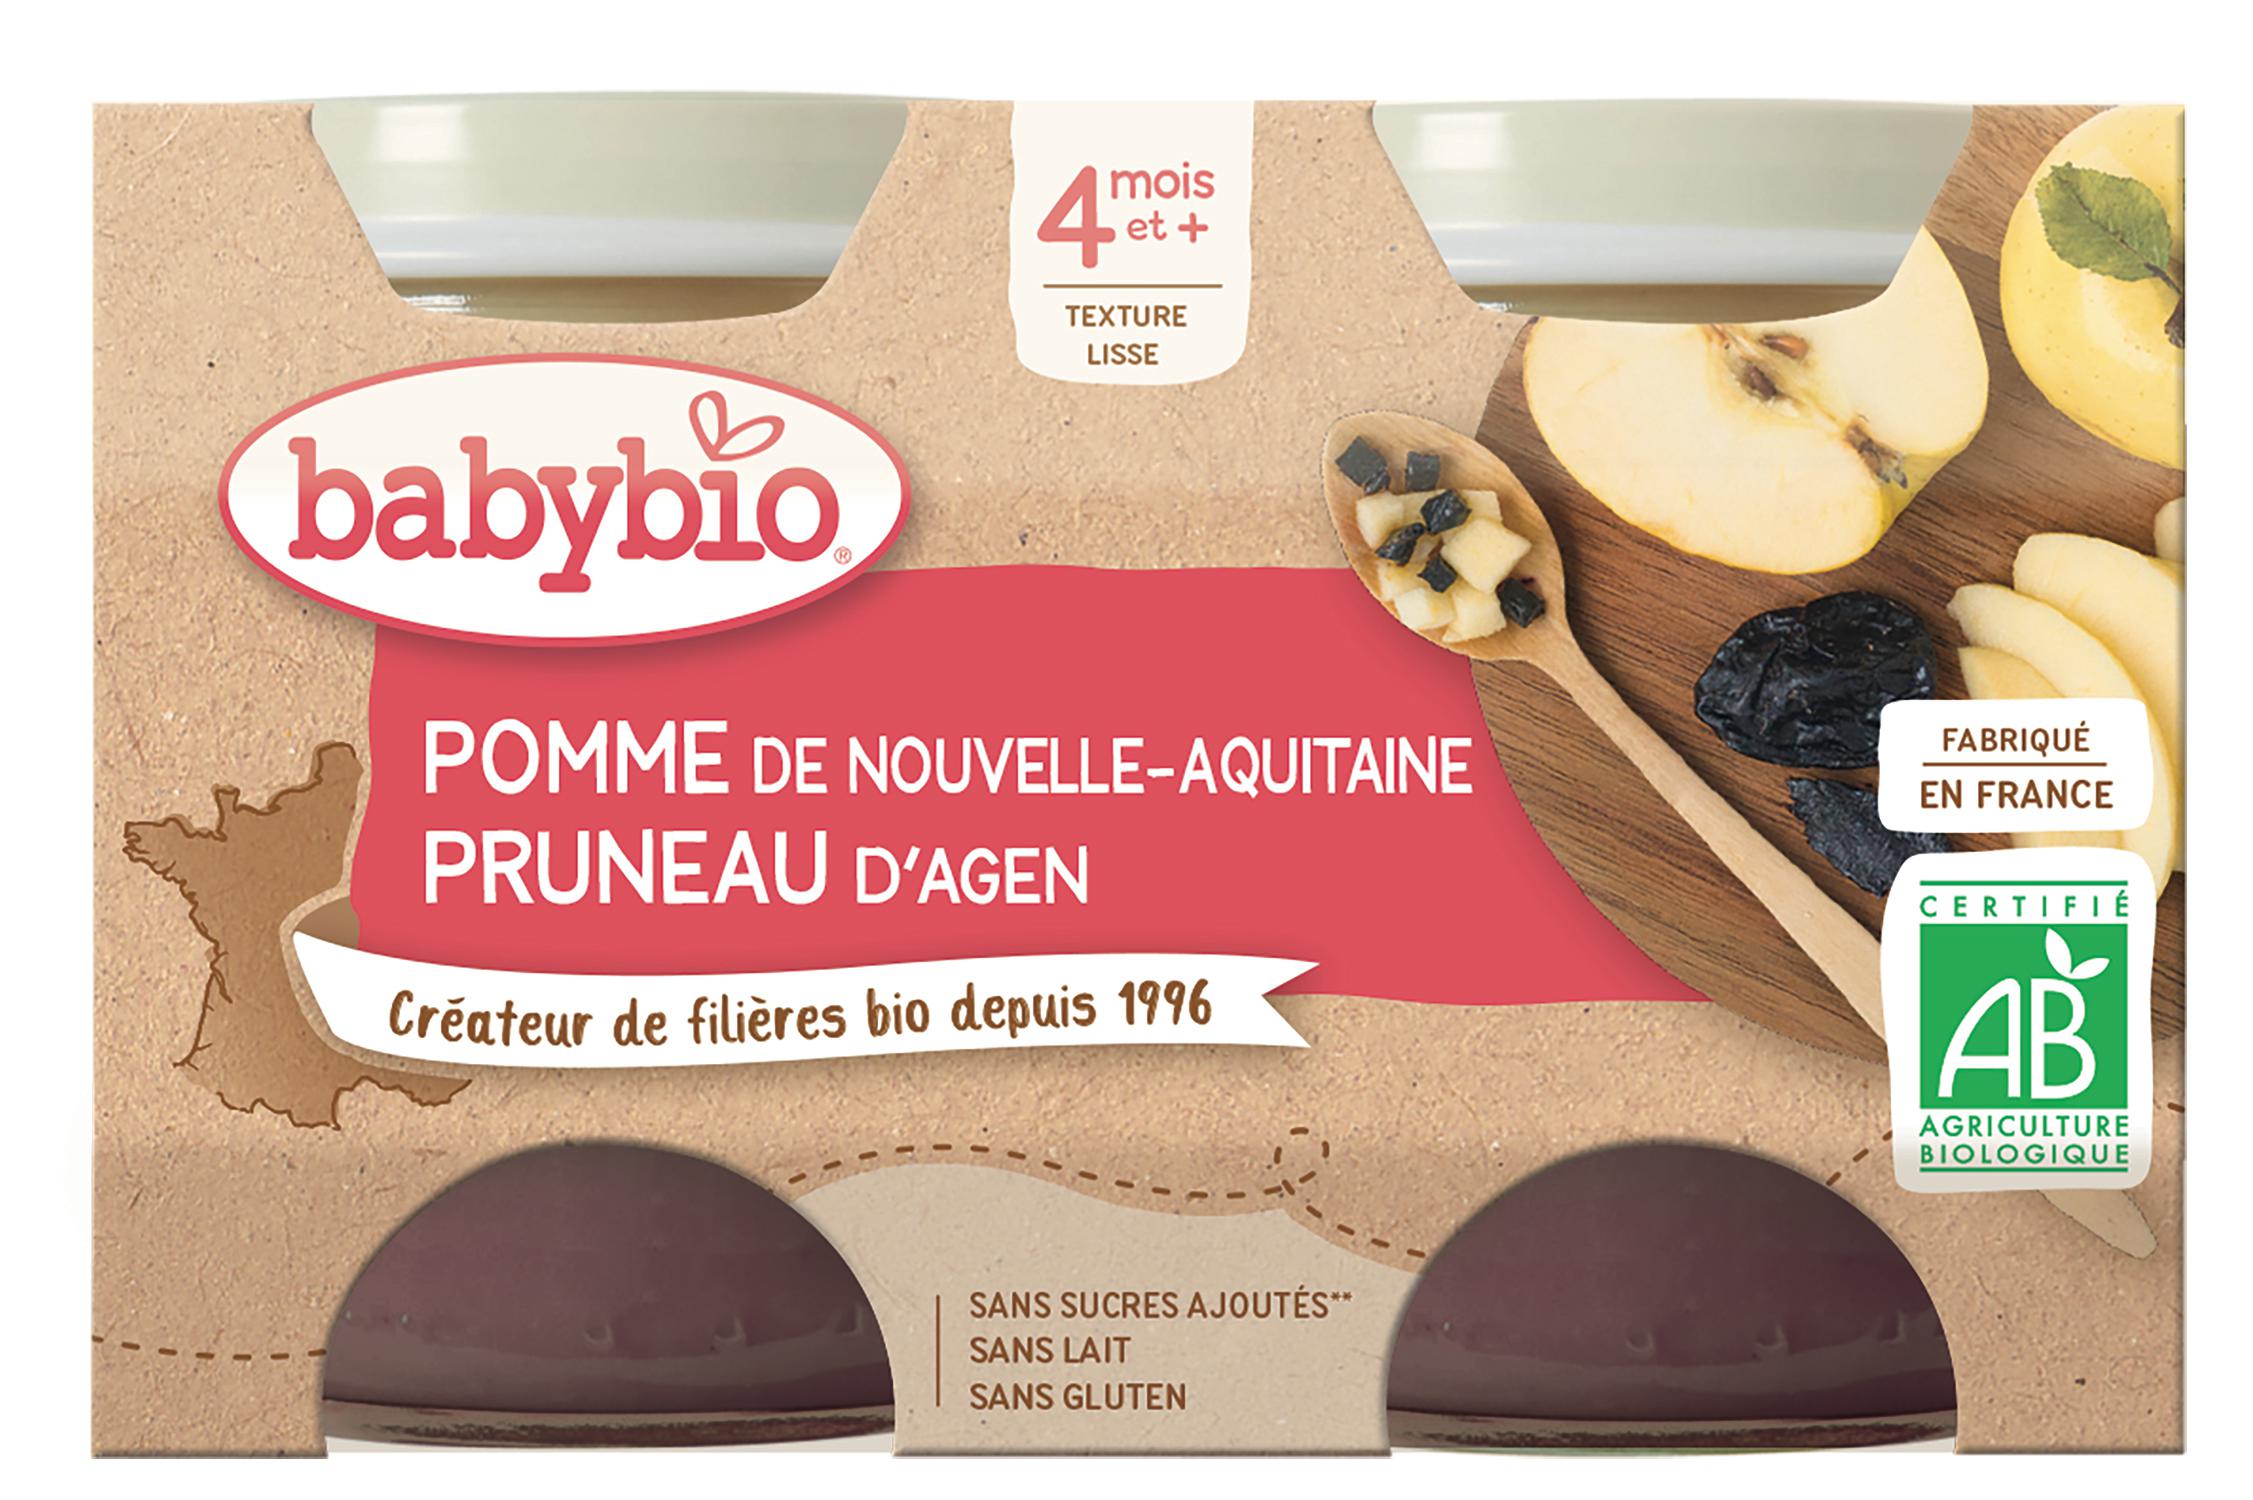 4 mois
et +
TEXTURE
LISSE
babybio®
POMME DE NOUVELLE-AQUITAINE
PRUNEAU D'AGEN
Créateur de filières bio depuis 1996
FABRIQUÉ
EN FRANCE
CERTIFIÉ
AB
AGRICULTURE
BIOLOGIQUE
SANS SUCRES AJOUTÉS**
SANS LAIT
SANS GLUTEN